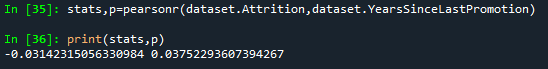 In [35]: stats,p=pearsonr(dataset.Attrition,dataset.YearsSinceLastPromotion)
In [36]: print(stats,p)
-0.03142315056330984 0.03752293607394267